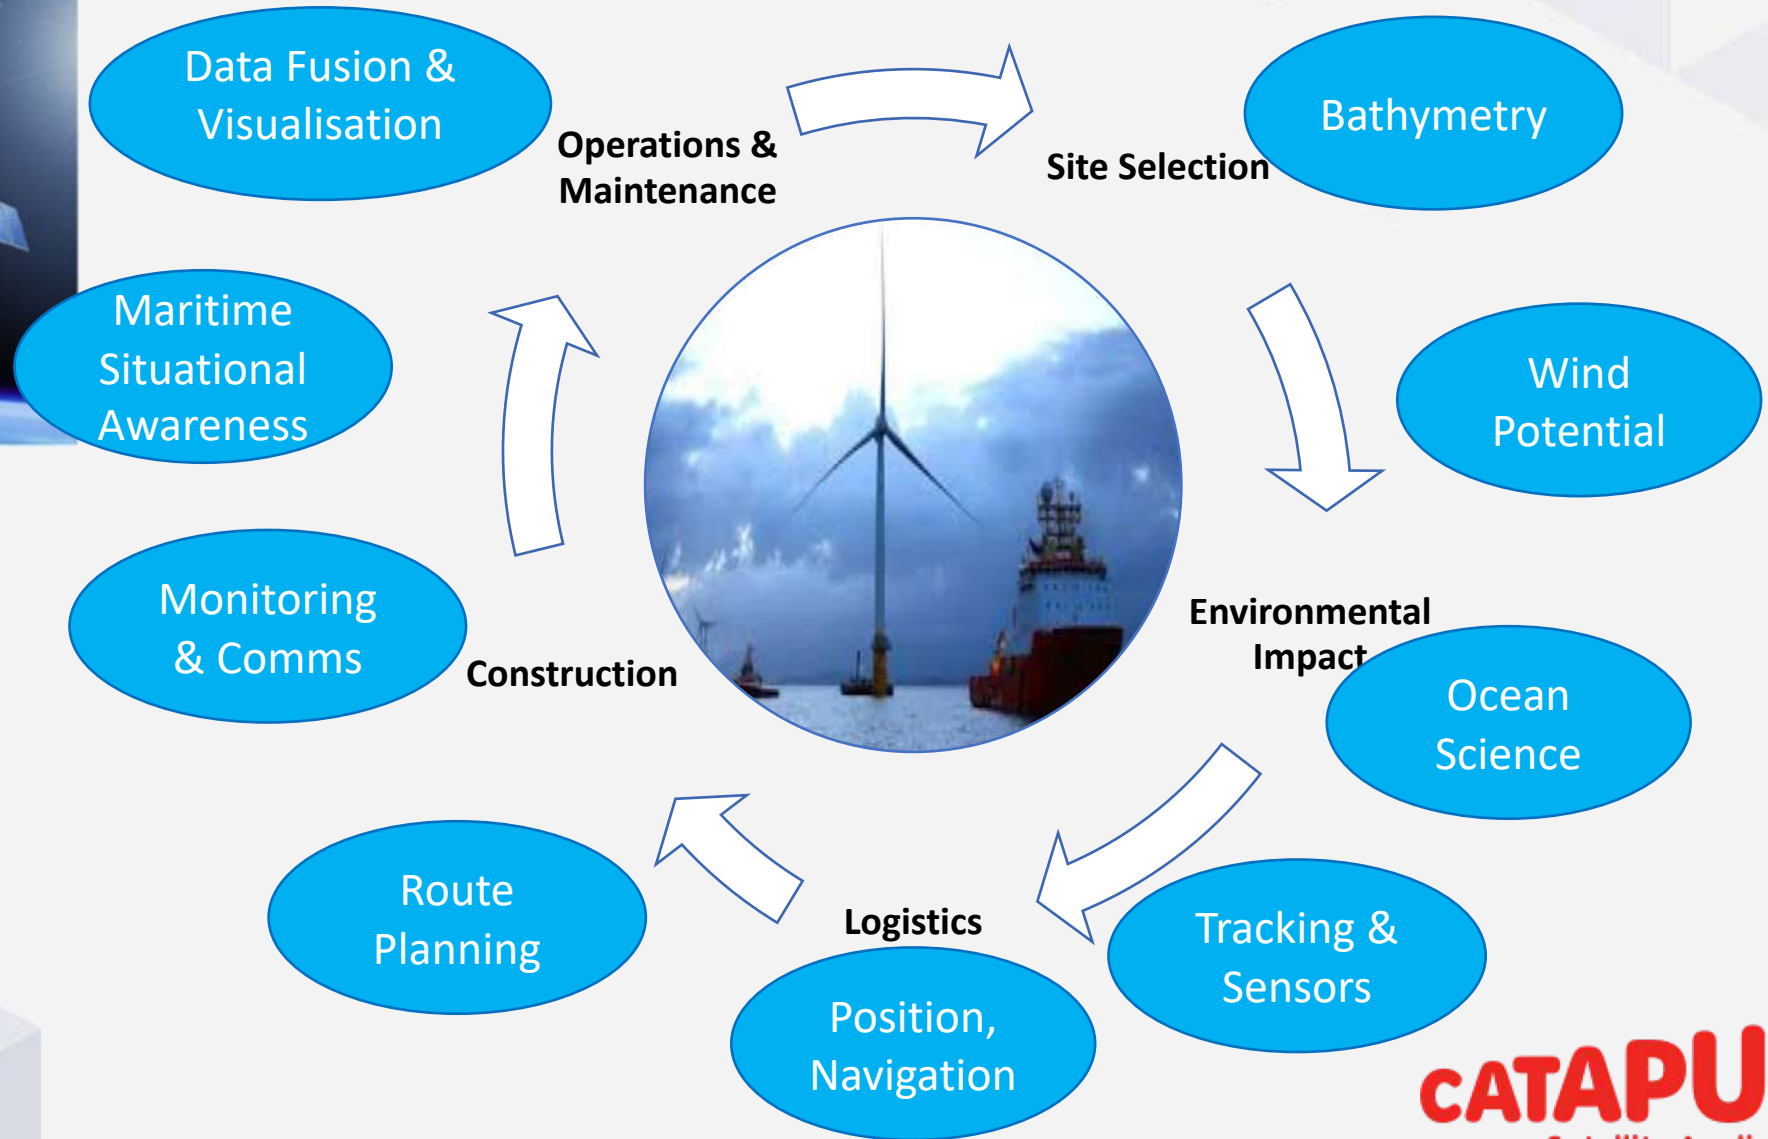 Data Fusion &
Visualisation
Operations &
Maintenance
Site Selection
Bathymetry
Maritime
Situational
Awareness
Wind
Potential
Monitoring
& Comms
Construction
Environmental
Impact
Ocean
Science
Route
Planning
Logistics
Tracking &
Sensors
Position,
Navigation
CATAPU